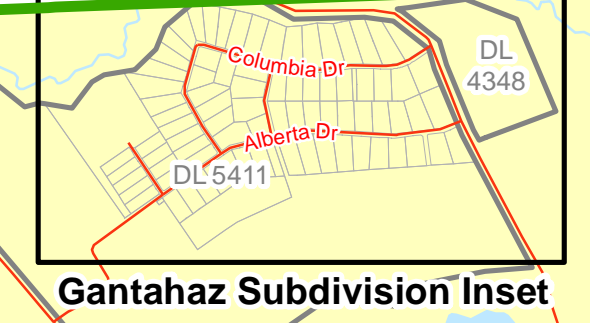 Columbia Dr
DL
4348
Alberta Dr
DL 5411
Gantahaz Subdivision Inset